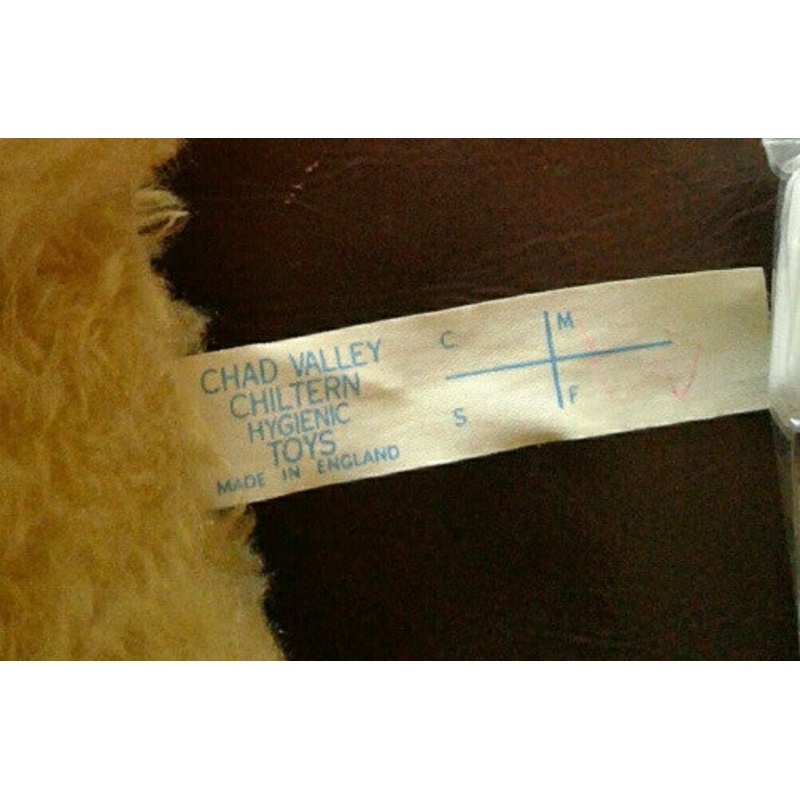 CHAD VALLEY
CHILTERN
HYGIENIC
TOYS
MADE IN ENGLAND
C M
S F